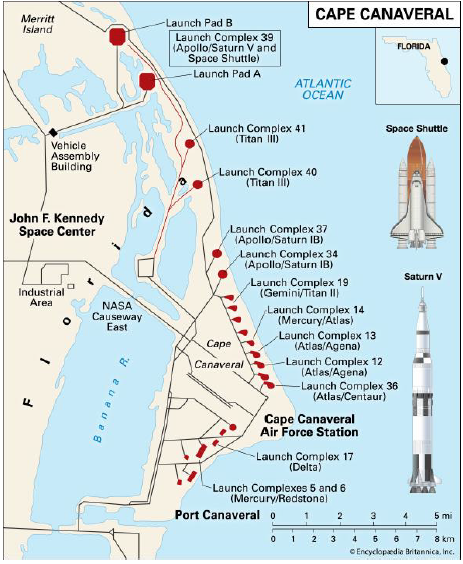 CAPE CANAVERAL
Merritt
Island
Launch Pad B
Launch Complex 39
(Apollo/Saturn V and
Space Shuttle)
Launch Pad A
FLORIDA
ATLANTIC
OCEAN
Launch Complex 41
(Titan III)
Space Shuttle
Vehicle
Assembly
Building
Launch Complex 40
(Titan III)
John F. Kennedy
Space Center
Launch Complex 37
(Apollo/Saturn IB)
Launch Complex 34
(Apollo/Saturn IB)
Saturn V
Launch Complex 19
(Gemini/Titan II)
Industrial
Area
NASA
Causeway
East
Launch Complex 14
(Mercury/Atlas)
Launch Complex 13
(Atlas/Agena)
Cape
Canaveral
Launch Complex 12
(Atlas/Agena)
Launch Complex 36
(Atlas/Centaur)
Florida
Banana R.
Cape Canaveral
Air Force Station
Launch Complex 17
(Delta)
Launch Complexes 5 and 6
(Mercury/Redstone)
Port Canaveral
0 1 2 3 4 5 mi
0 1 2 3 4 5 6 7 8 km
© Encyclopædia Britannica, Inc.